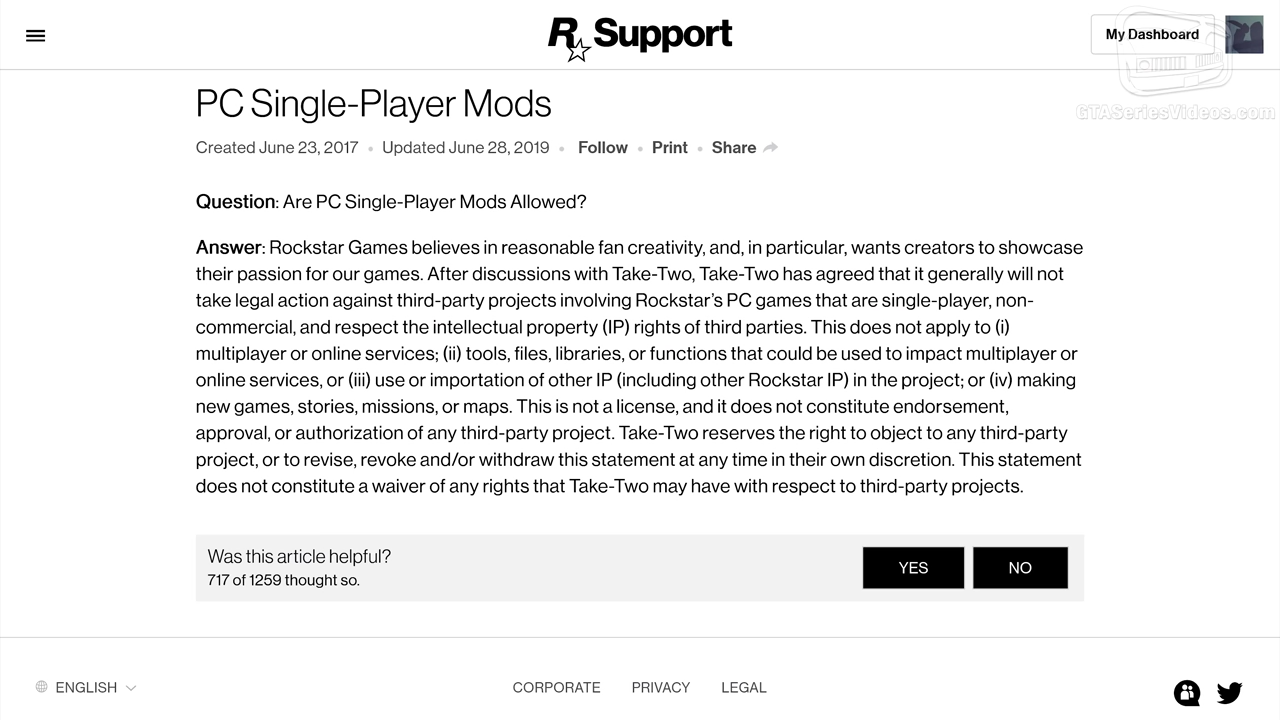 R Support
My Dashboard
GTASeriesVideos.com
PC Single-Player Mods
Created June 23, 2017 • Updated June 28, 2019 • Follow • Print • Share
Question: Are PC Single-Player Mods Allowed?
Answer: Rockstar Games believes in reasonable fan creativity, and, in particular, wants creators to showcase
their passion for our games. After discussions with Take-Two, Take-Two has agreed that it generally will not
take legal action against third-party projects involving Rockstar’s PC games that are single-player, non-
commercial, and respect the intellectual property (IP) rights of third parties. This does not apply to (i)
multiplayer or online services; (ii) tools, files, libraries, or functions that could be used to impact multiplayer or
online services, or (iii) use or importation of other IP (including other Rockstar IP) in the project; or (iv) making
new games, stories, missions, or maps. This is not a license, and it does not constitute endorsement,
approval, or authorization of any third-party project. Take-Two reserves the right to object to any third-party
project, or to revise, revoke and/or withdraw this statement at any time in their own discretion. This statement
does not constitute a waiver of any rights that Take-Two may have with respect to third-party projects.
Was this article helpful?
717 of 1259 thought so.
YES
NO
ENGLISH
CORPORATE PRIVACY LEGAL